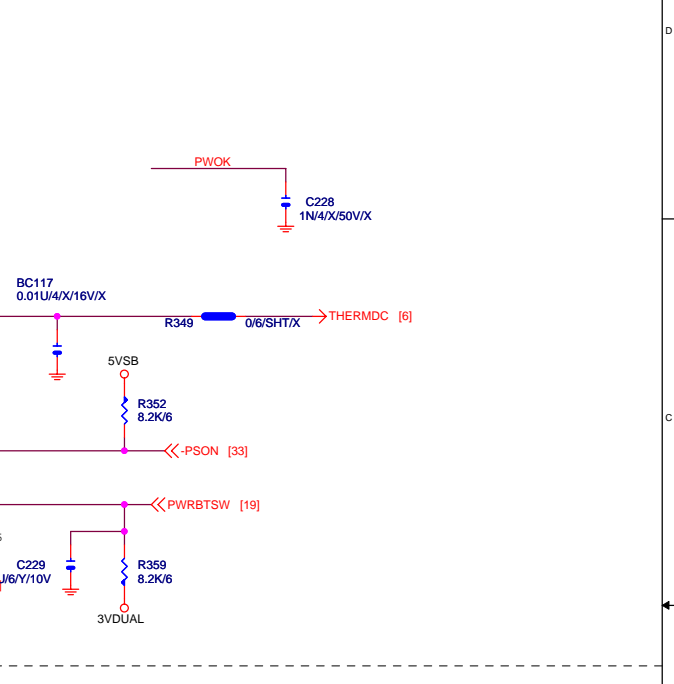 D
PWOK
C228
1N/4/X/50V/X
BC117
0.01U/4/X/16V/X
R349 0/6/SHT/X THERMDC [6]
5VSB
R352
8.2K/6
C
-PSON [33]
PWRBTSW [19]
C229
/6/Y/10V
R359
8.2K/6
3VDUAL